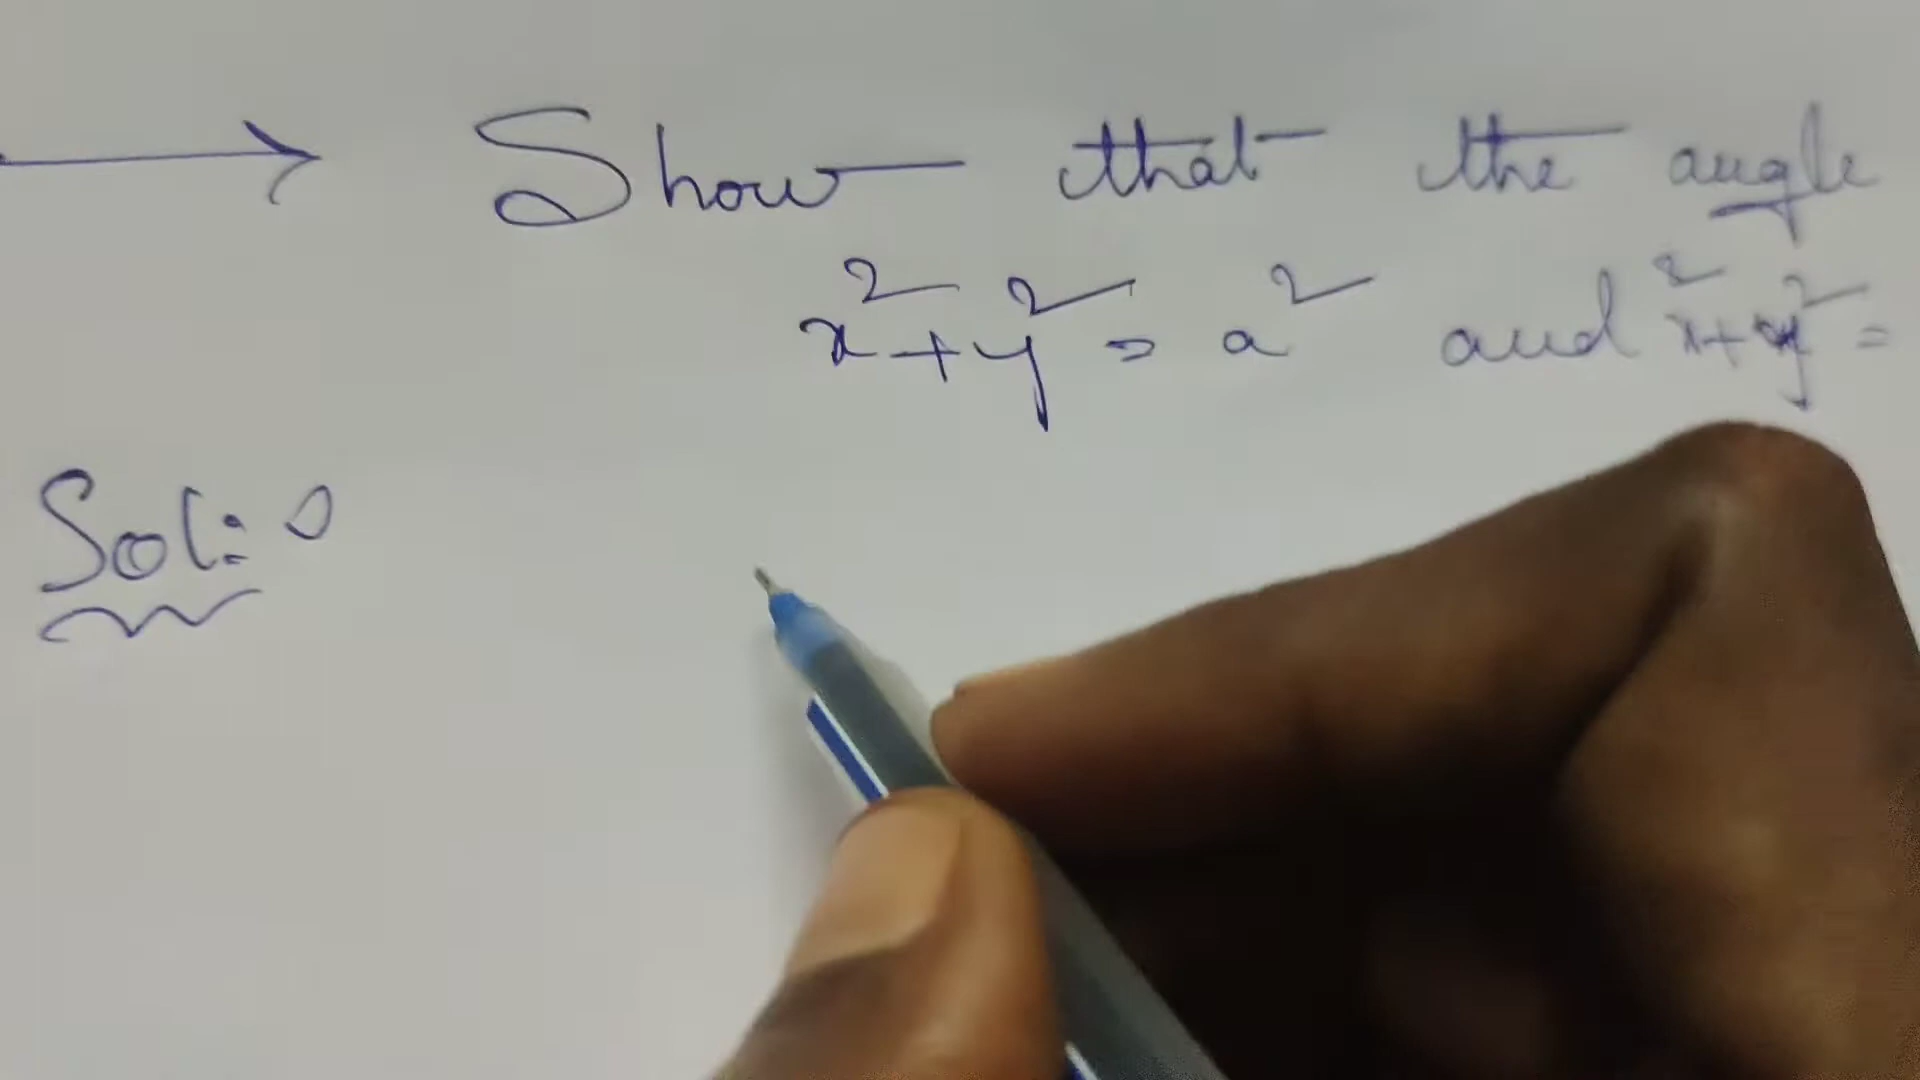 → Show that the angle
x²+y² = a² and x²+y² =
Sol: